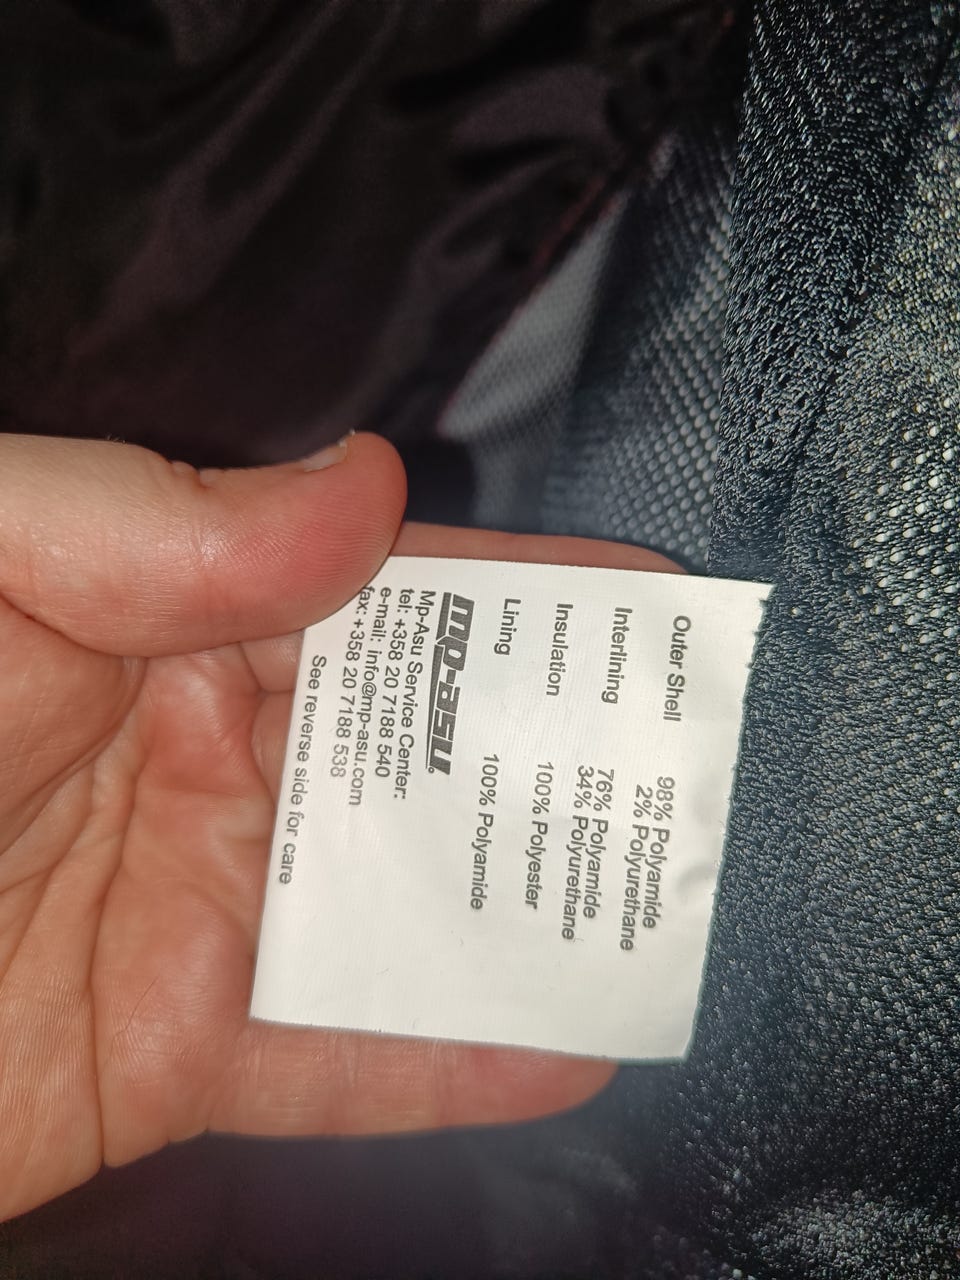 Outer Shell 98% Polyamide
2% Polyurethane
Interlining 76% Polyamide
34% Polyurethane
Insulation 100% Polyester
Lining 100% Polyamide
mp-asu.
Mp-Asu Service Center:
tel: +358 20 7188 540
e-mail: info@mp-asu.com
fax: +358 20 7188 538
See reverse side for care